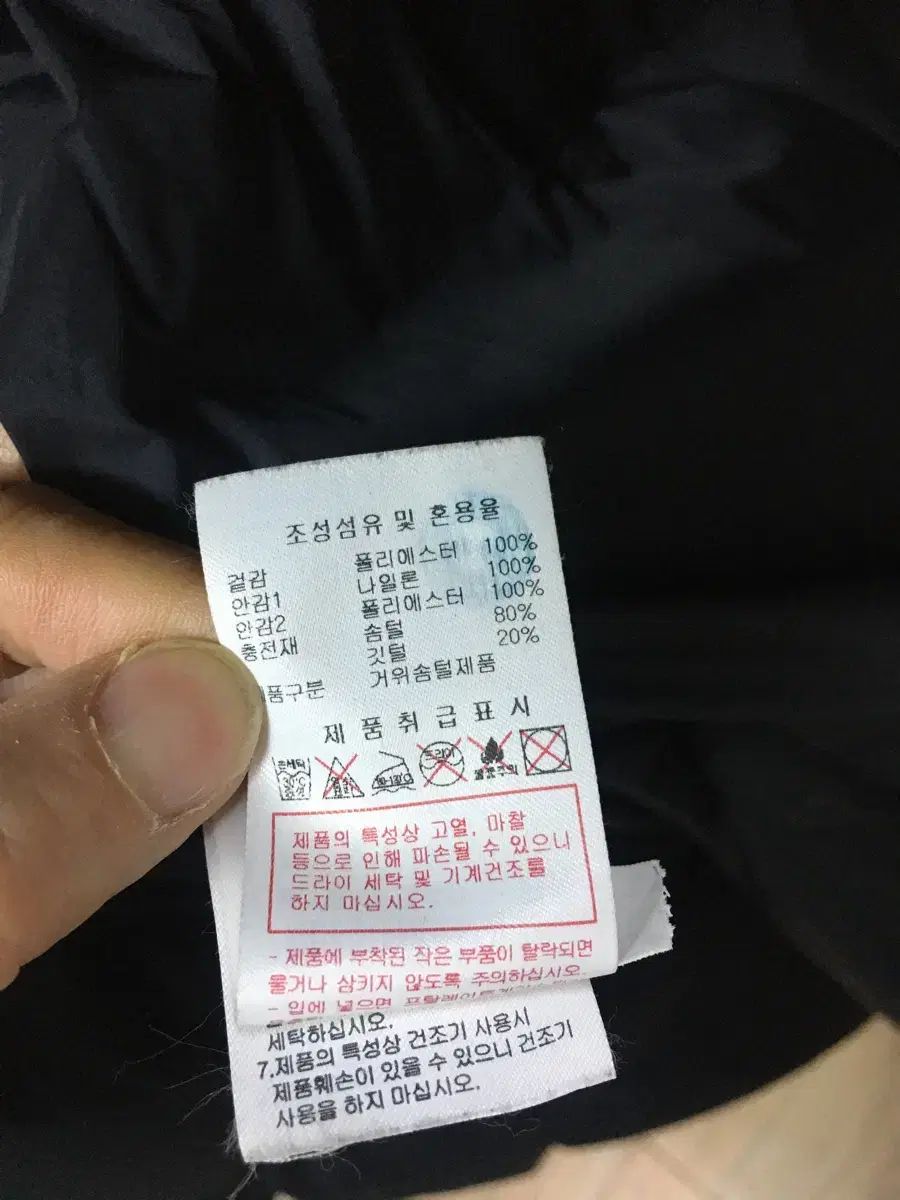 조성섬유 및 혼용율
겉감 폴리에스터 100%
안감1 나일론 100%
안감2 폴리에스터 100%
충전재 솜털 80%
깃털 20%
품구분 거위솜털제품
제품취급표시
손세탁 30℃ 드라이
제품의 특성상 고열, 마찰
등으로 인해 파손될 수 있으니
드라이 세탁 및 기계건조를
하지 마십시오.
- 제품에 부착된 작은 부품이 탈락되면
물거나 삼키지 않도록 주의하십시오.
- 입에 넣으면
세탁하십시오.
7.제품의 특성상 건조기 사용시
제품훼손이 있을 수 있으니 건조기
사용을 하지 마십시오.